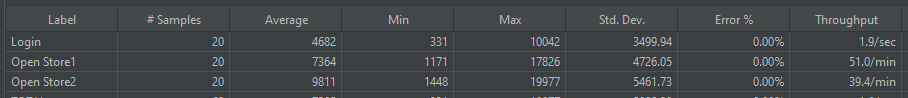 Label # Samples Average Min Max Std. Dev. Error % Throughput
Login 20 4682 331 10042 3499.94 0.00% 1.9/sec
Open Store1 20 7364 1171 17826 4726.05 0.00% 51.0/min
Open Store2 20 9811 1448 19977 5461.73 0.00% 39.4/min